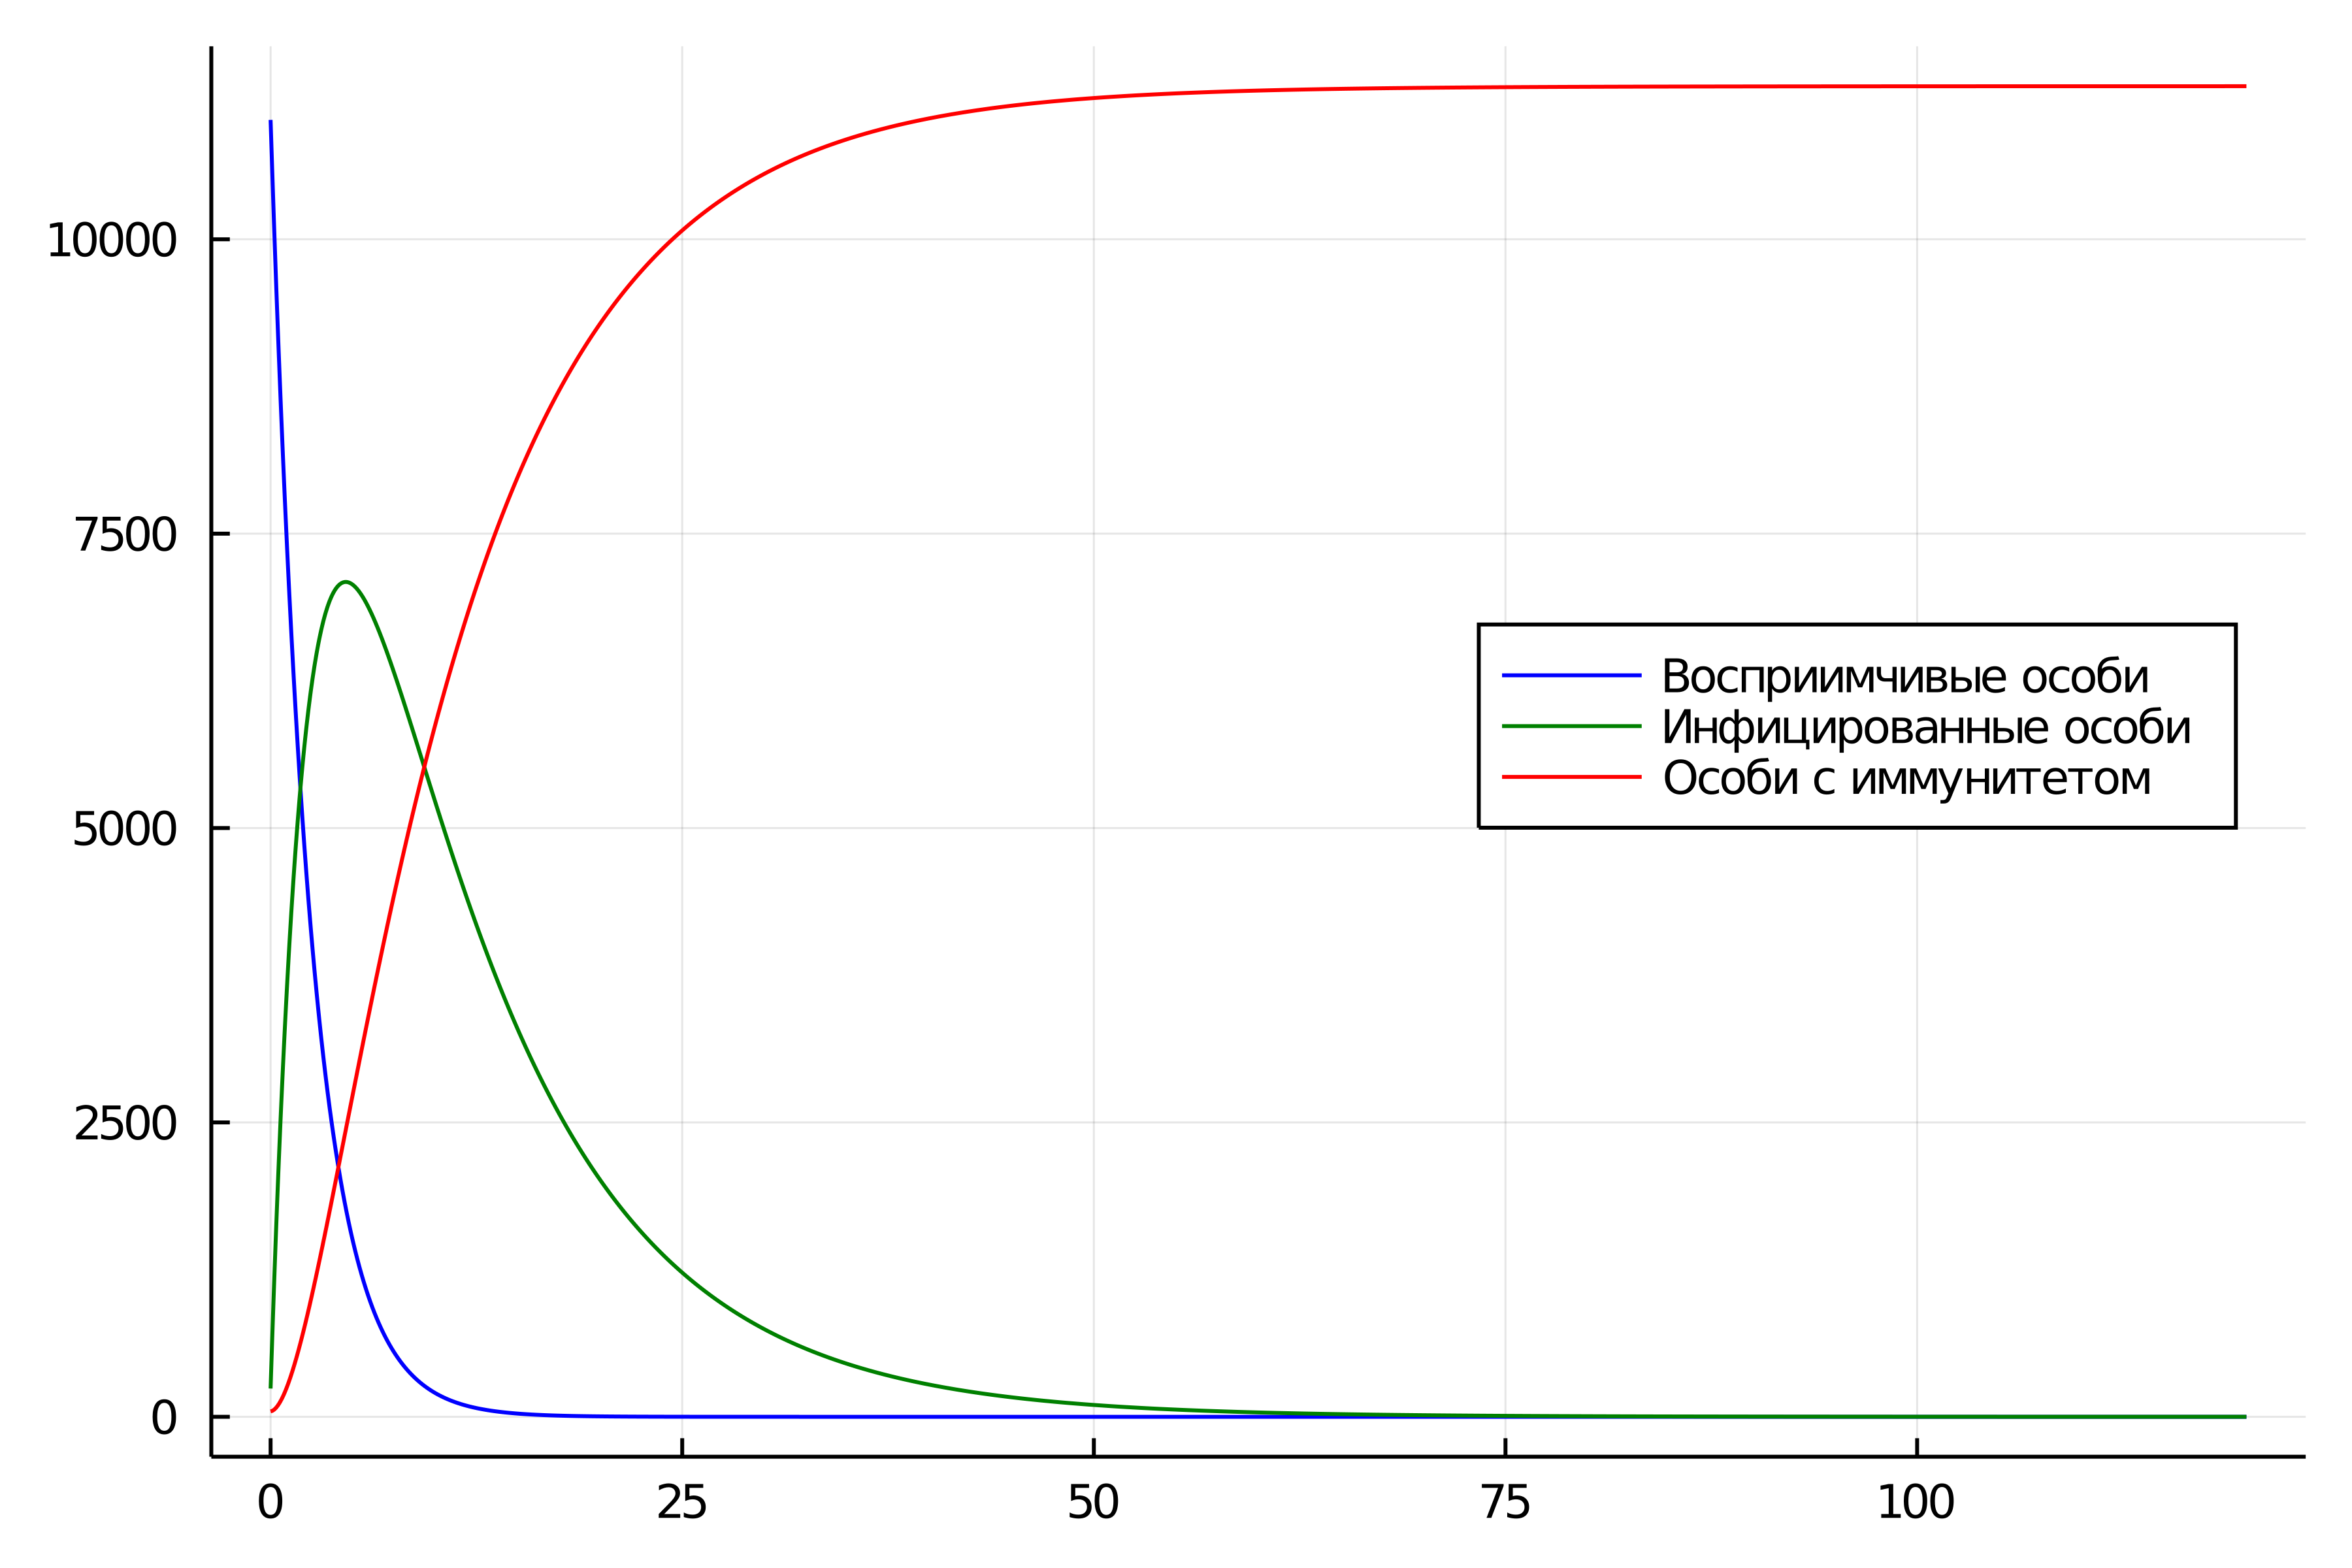 10000
7500
5000
2500
0
Восприимчивые особи
Инфицированные особи
Особи с иммунитетом
0 25 50 75 100